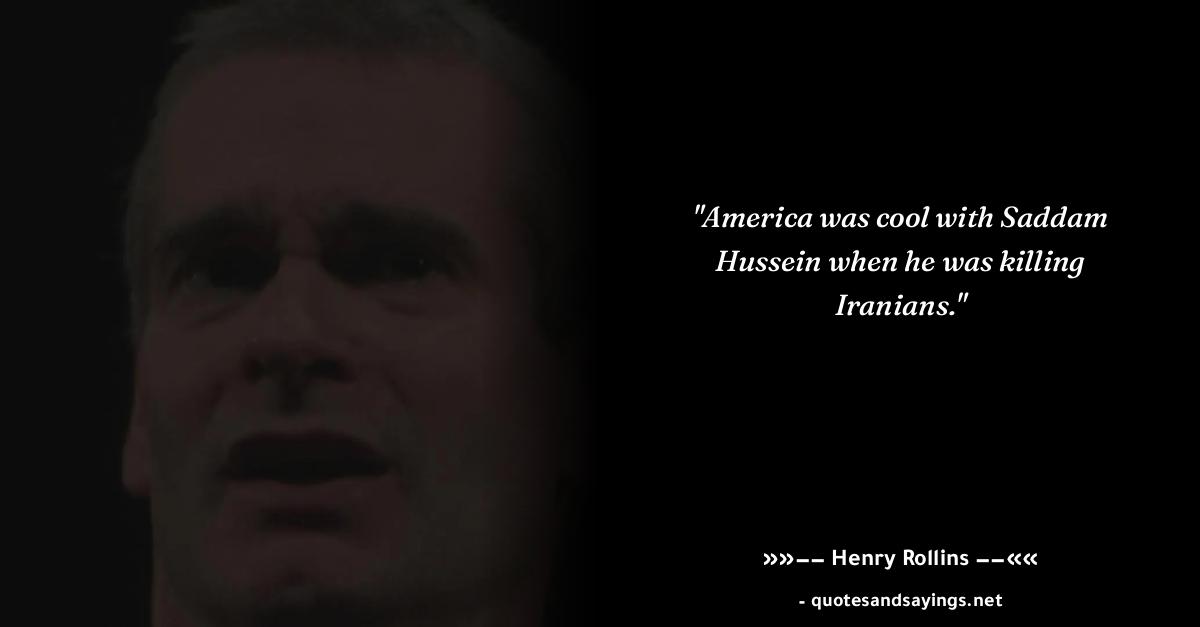 "America was cool with Saddam
Hussein when he was killing
Iranians."
»»−− Henry Rollins −−««
- quotesandsayings.net